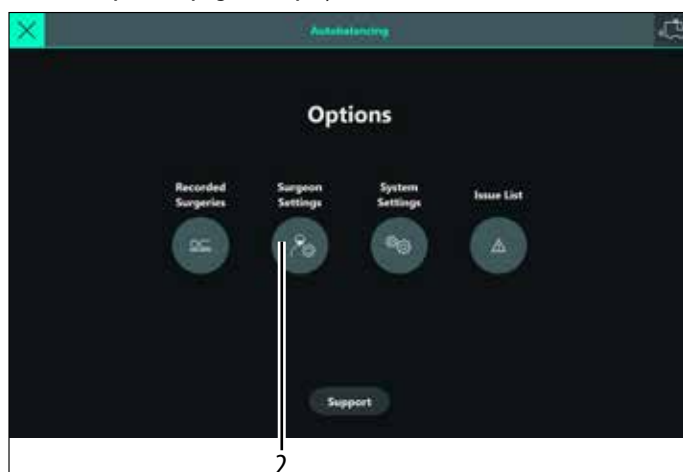 Autobalancing
Options
Recorded
Surgeries
Surgeon
Settings
System
Settings
Issue List
Support
2